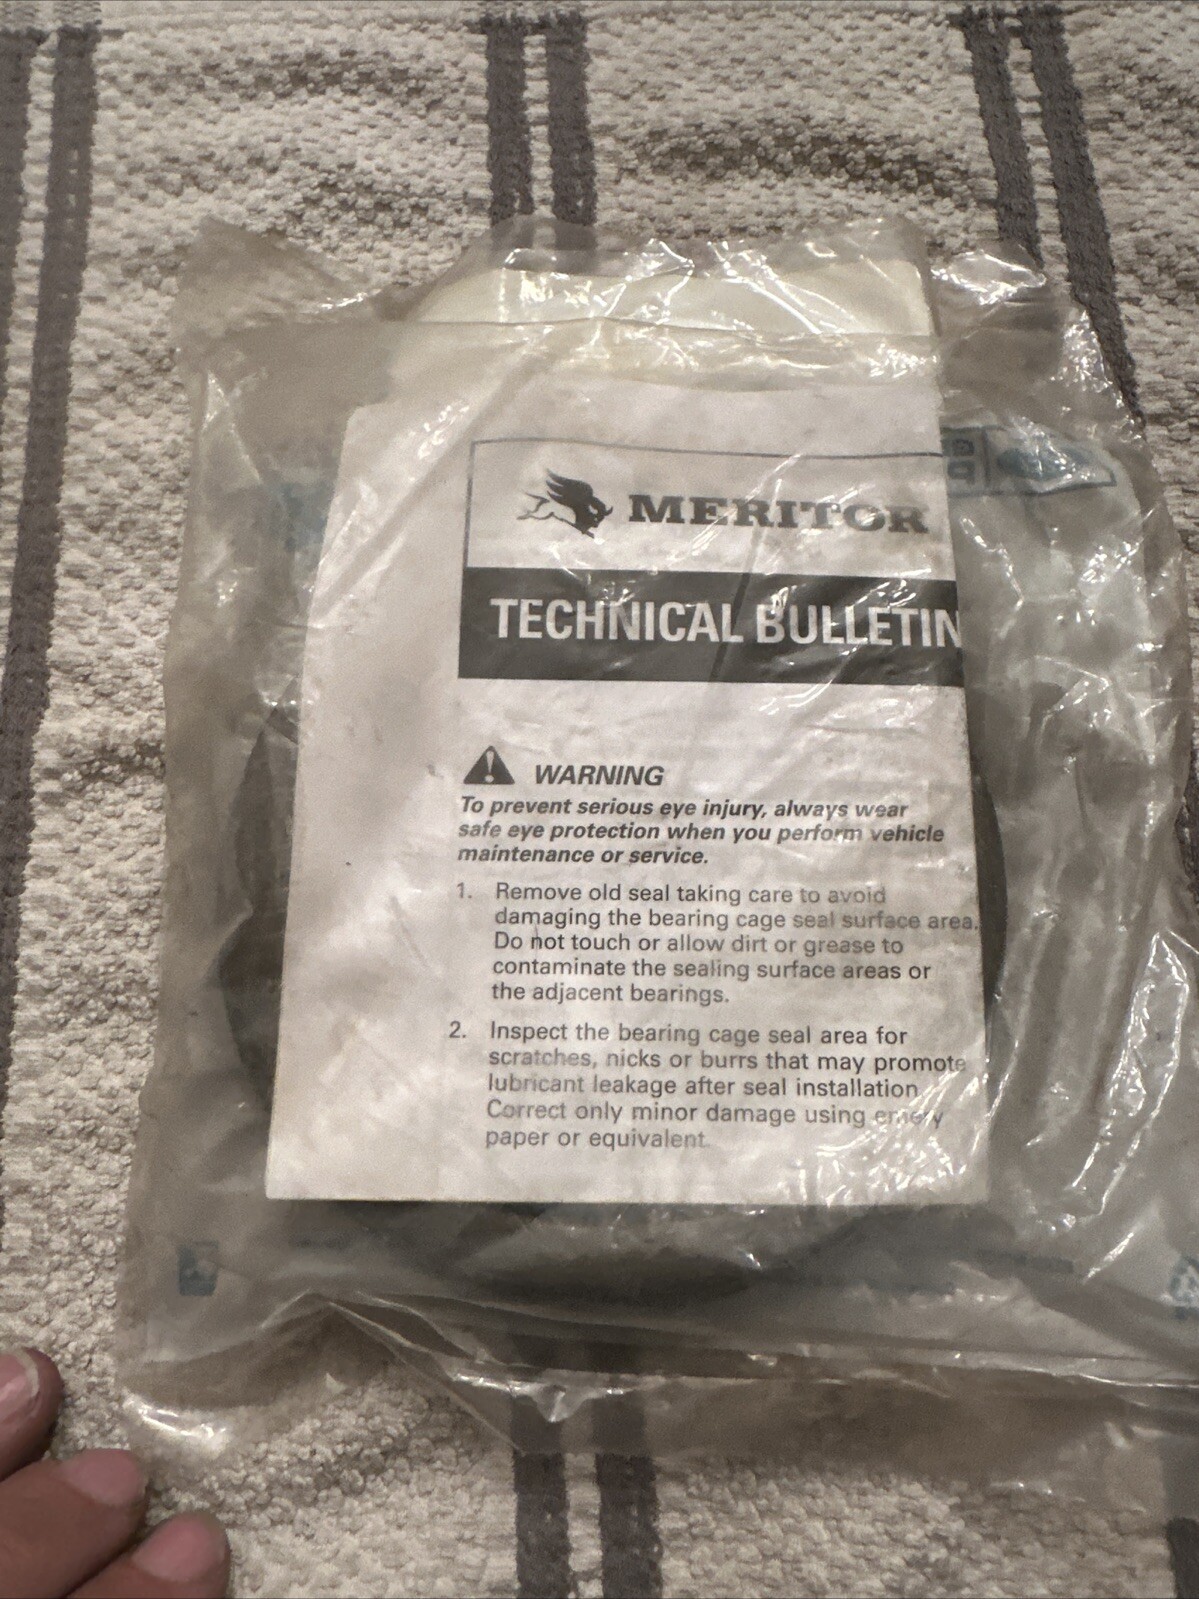 MERITOR
TECHNICAL BULLETIN
WARNING
To prevent serious eye injury, always wear
safe eye protection when you perform vehicle
maintenance or service.
1. Remove old seal taking care to avoid
damaging the bearing cage seal surface area.
Do not touch or allow dirt or grease to
contaminate the sealing surface areas or
the adjacent bearings.
2. Inspect the bearing cage seal area for
scratches, nicks or burrs that may promote
lubricant leakage after seal installation.
Correct only minor damage using emery
paper or equivalent.